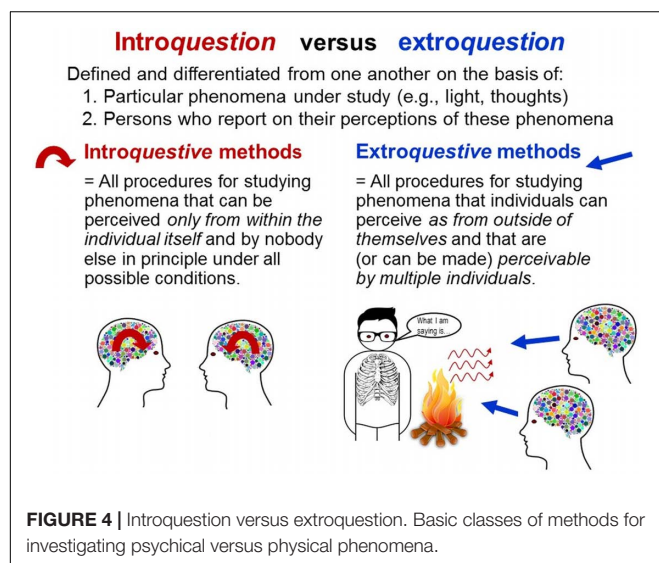 Introquestion versus extroquestion
Defined and differentiated from one another on the basis of:
1. Particular phenomena under study (e.g., light, thoughts)
2. Persons who report on their perceptions of these phenomena
Introquestive methods
= All procedures for studying
phenomena that can be
perceived only from within the
individual itself and by nobody
else in principle under all
possible conditions.
Extroquestive methods
= All procedures for studying
phenomena that individuals can
perceive as from outside of
themselves and that are
(or can be made) perceivable
by multiple individuals.
What I am
saying is...
FIGURE 4 | Introquestion versus extroquestion. Basic classes of methods for
investigating psychical versus physical phenomena.